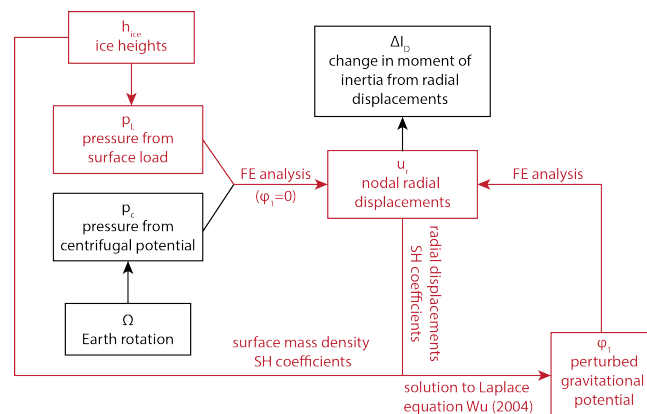 h_ice
ice heights
ΔI_D
change in moment of
inertia from radial
displacements
p_L
pressure from
surface load
FE analysis
(φ_1=0)
u_r
nodal radial
displacements
FE analysis
p_c
pressure from
centrifugal potential
radial displacements
SH coefficients
Ω
Earth rotation
surface mass density
SH coefficients
φ_1
perturbed
gravitational
potential
solution to Laplace
equation Wu (2004)